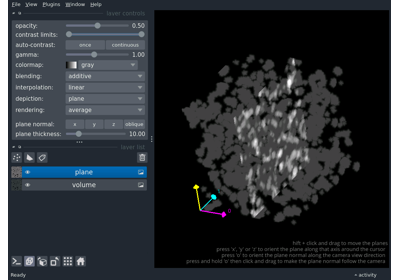 File View Plugins Window Help
layer controls
opacity: 0.50
contrast limits:
auto-contrast: once continuous
gamma: 1.00
colormap: gray
blending: additive
interpolation: linear
depiction: plane
rendering: average
plane normal: x y z oblique
plane thickness: 10.00
layer list
plane
volume
hift + click and drag to move the planes
press 'x', 'y' or 'z' to orient the plane along that axis around the cursor
press 'o' to orient the plane normal along the camera view direction
press and hold 'o' then click and drag to make the plane normal follow the camera
Ready
activity